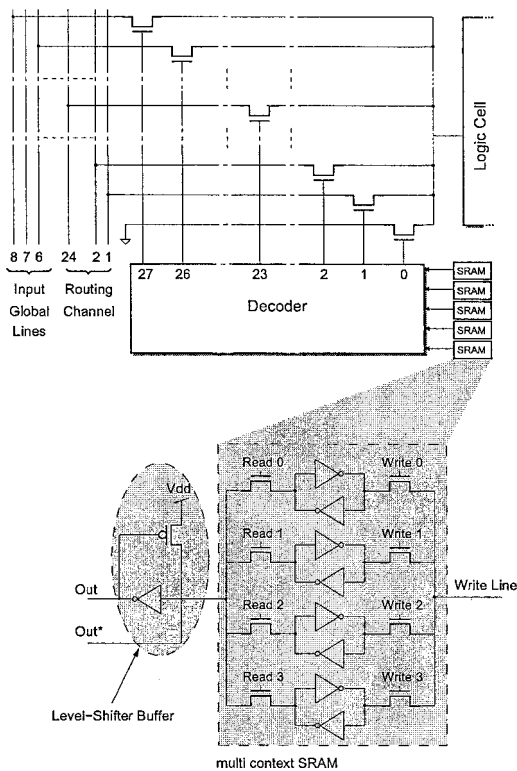 Logic Cell
8 7 6 24 2 1
27 26 23 2 1 0
Input Global Lines
Routing Channel
Decoder
SRAM
SRAM
SRAM
SRAM
SRAM
Read 0
Write 0
Vdd
Read 1
Write 1
Out
Write Line
Read 2
Write 2
Out*
Read 3
Write 3
Level-Shifter Buffer
multi context SRAM